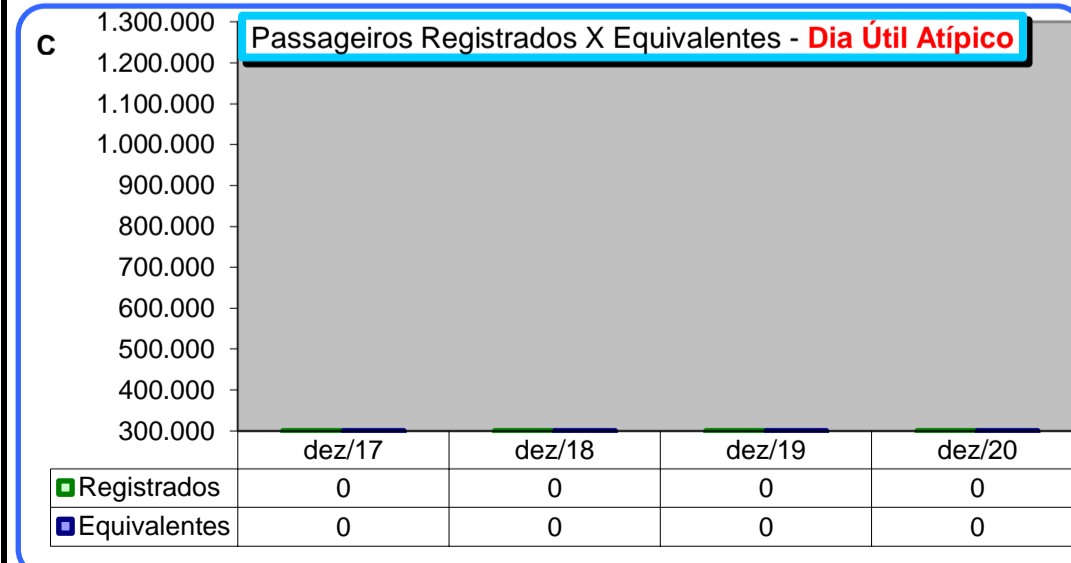 C
Passageiros Registrados X Equivalentes - Dia Útil Atípico
1.300.000
1.200.000
1.100.000
1.000.000
900.000
800.000
700.000
600.000
500.000
400.000
300.000
dez/17 dez/18 dez/19 dez/20
Registrados 0 0 0 0
Equivalentes 0 0 0 0